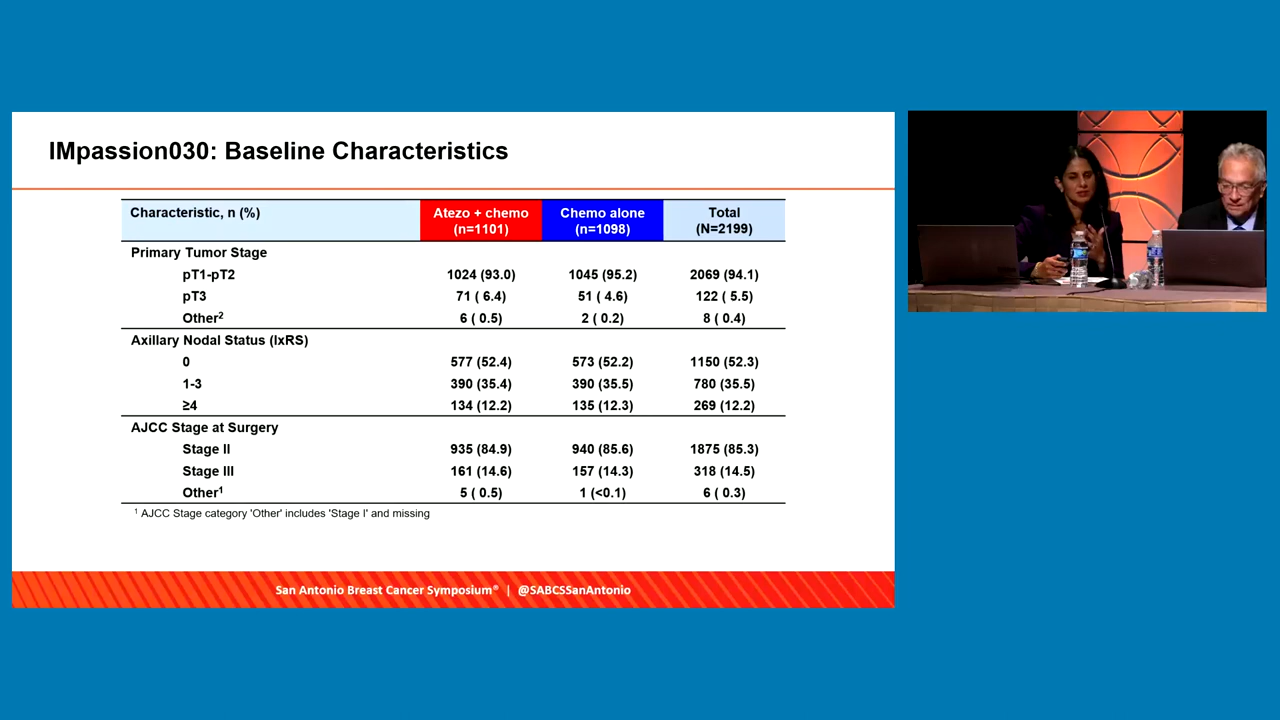 IMpassion030: Baseline Characteristics
Characteristic, n (%) Atezo + chemo (n=1101) Chemo alone (n=1098) Total (N=2199)
Primary Tumor Stage
pT1-pT2 1024 (93.0) 1045 (95.2) 2069 (94.1)
pT3 71 ( 6.4) 51 ( 4.6) 122 ( 5.5)
Other² 6 ( 0.5) 2 ( 0.2) 8 ( 0.4)
Axillary Nodal Status (IxRS)
0 577 (52.4) 573 (52.2) 1150 (52.3)
1-3 390 (35.4) 390 (35.5) 780 (35.5)
≥4 134 (12.2) 135 (12.3) 269 (12.2)
AJCC Stage at Surgery
Stage II 935 (84.9) 940 (85.6) 1875 (85.3)
Stage III 161 (14.6) 157 (14.3) 318 (14.5)
Other¹ 5 ( 0.5) 1 (<0.1) 6 ( 0.3)
¹ AJCC Stage category 'Other' includes 'Stage I' and missing
San Antonio Breast Cancer Symposium® | @SABCSSanAntonio